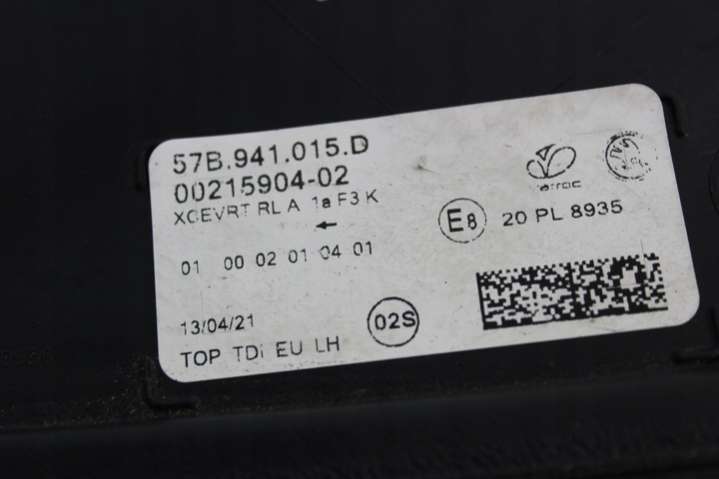 57B.941.015.D
00215904-02
XCEVRT RL A 1a F3 K
←
E8 20 PL 8935
01 00 02 01 04 01
13/04/21
02S
TOP TDi EU LH